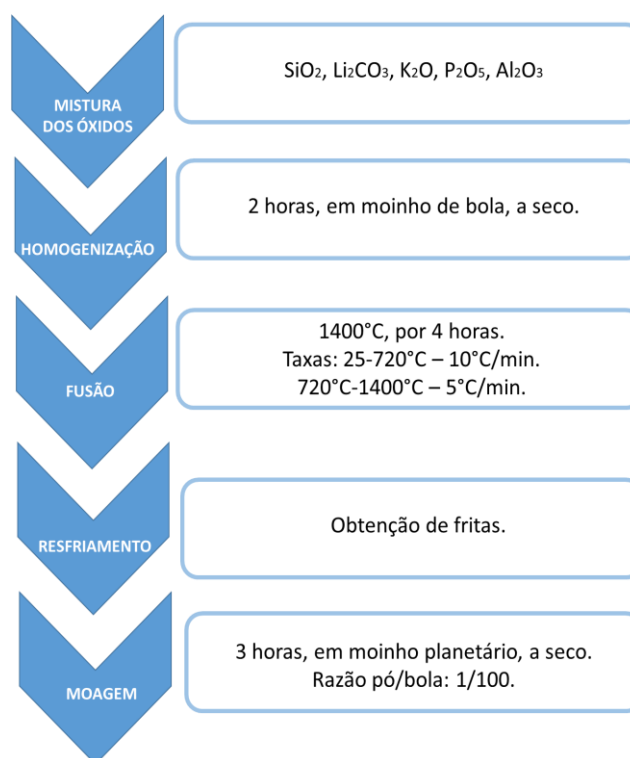 MISTURA
DOS ÓXIDOS
SiO₂, Li₂CO₃, K₂O, P₂O₅, Al₂O₃
HOMOGENIZAÇÃO
2 horas, em moinho de bola, a seco.
FUSÃO
1400°C, por 4 horas.
Taxas: 25-720°C – 10°C/min.
720°C-1400°C – 5°C/min.
RESFRIAMENTO
Obtenção de fritas.
MOAGEM
3 horas, em moinho planetário, a seco.
Razão pó/bola: 1/100.